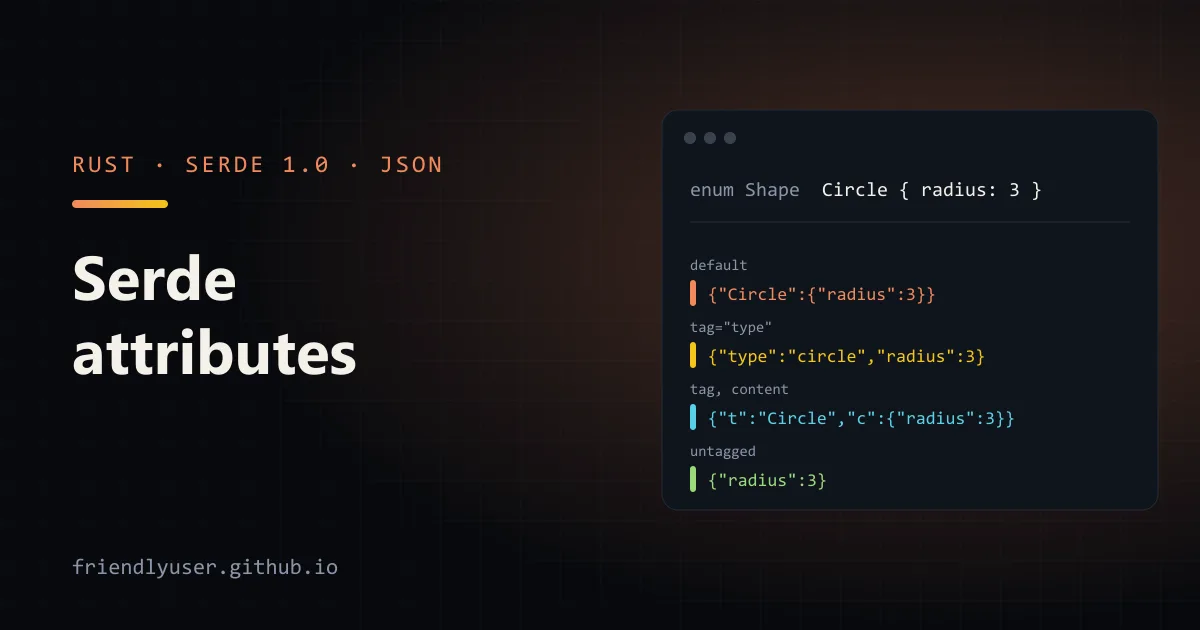 RUST · SERDE 1.0 · JSON
Serde
attributes
friendlyuser.github.io
enum Shape  Circle { radius: 3 }
default
{"Circle":{"radius":3}}
tag="type"
{"type":"circle","radius":3}
tag, content
{"t":"Circle","c":{"radius":3}}
untagged
{"radius":3}